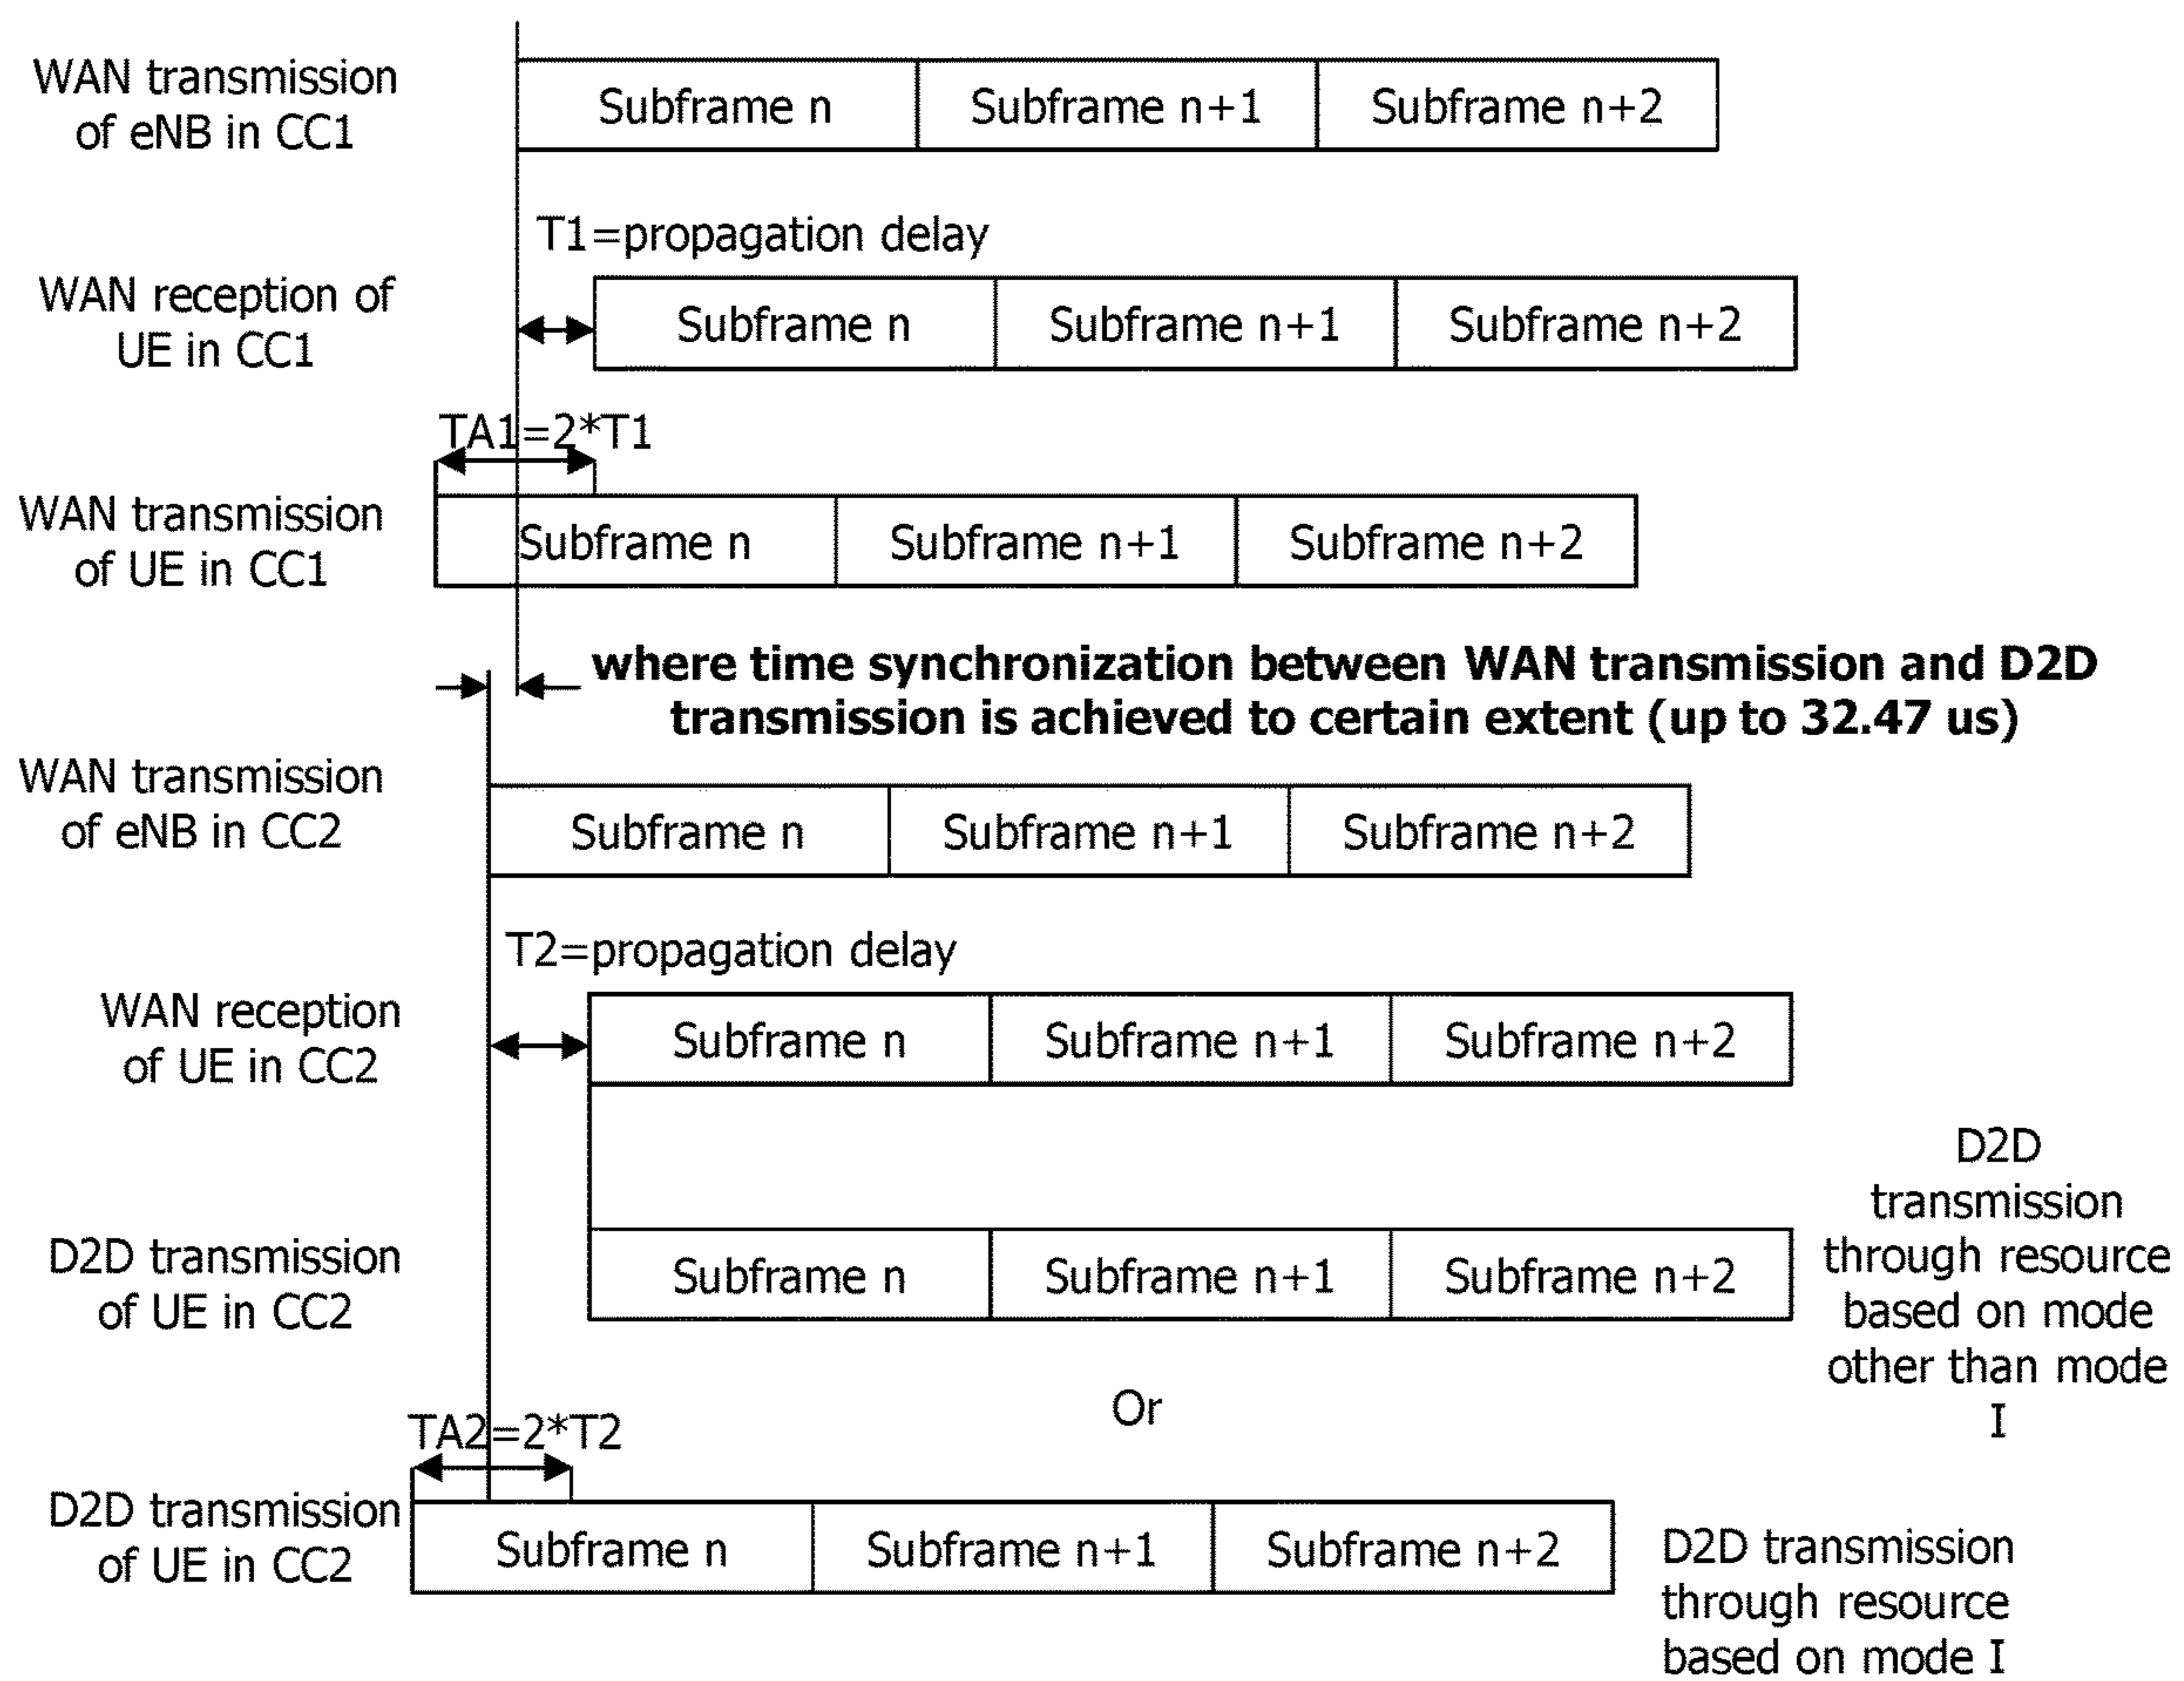 WAN transmission
of eNB in CC1
Subframe n
Subframe n+1
Subframe n+2
T1=propagation delay
WAN reception of
UE in CC1
Subframe n
Subframe n+1
Subframe n+2
TA1=2*T1
WAN transmission
of UE in CC1
Subframe n
Subframe n+1
Subframe n+2
where time synchronization between WAN transmission and D2D
transmission is achieved to certain extent (up to 32.47 us)
WAN transmission
of eNB in CC2
Subframe n
Subframe n+1
Subframe n+2
T2=propagation delay
WAN reception
of UE in CC2
Subframe n
Subframe n+1
Subframe n+2
D2D transmission
of UE in CC2
Subframe n
Subframe n+1
Subframe n+2
D2D
transmission
through resource
based on mode
other than mode
I
Or
TA2=2*T2
D2D transmission
of UE in CC2
Subframe n
Subframe n+1
Subframe n+2
D2D transmission
through resource
based on mode I